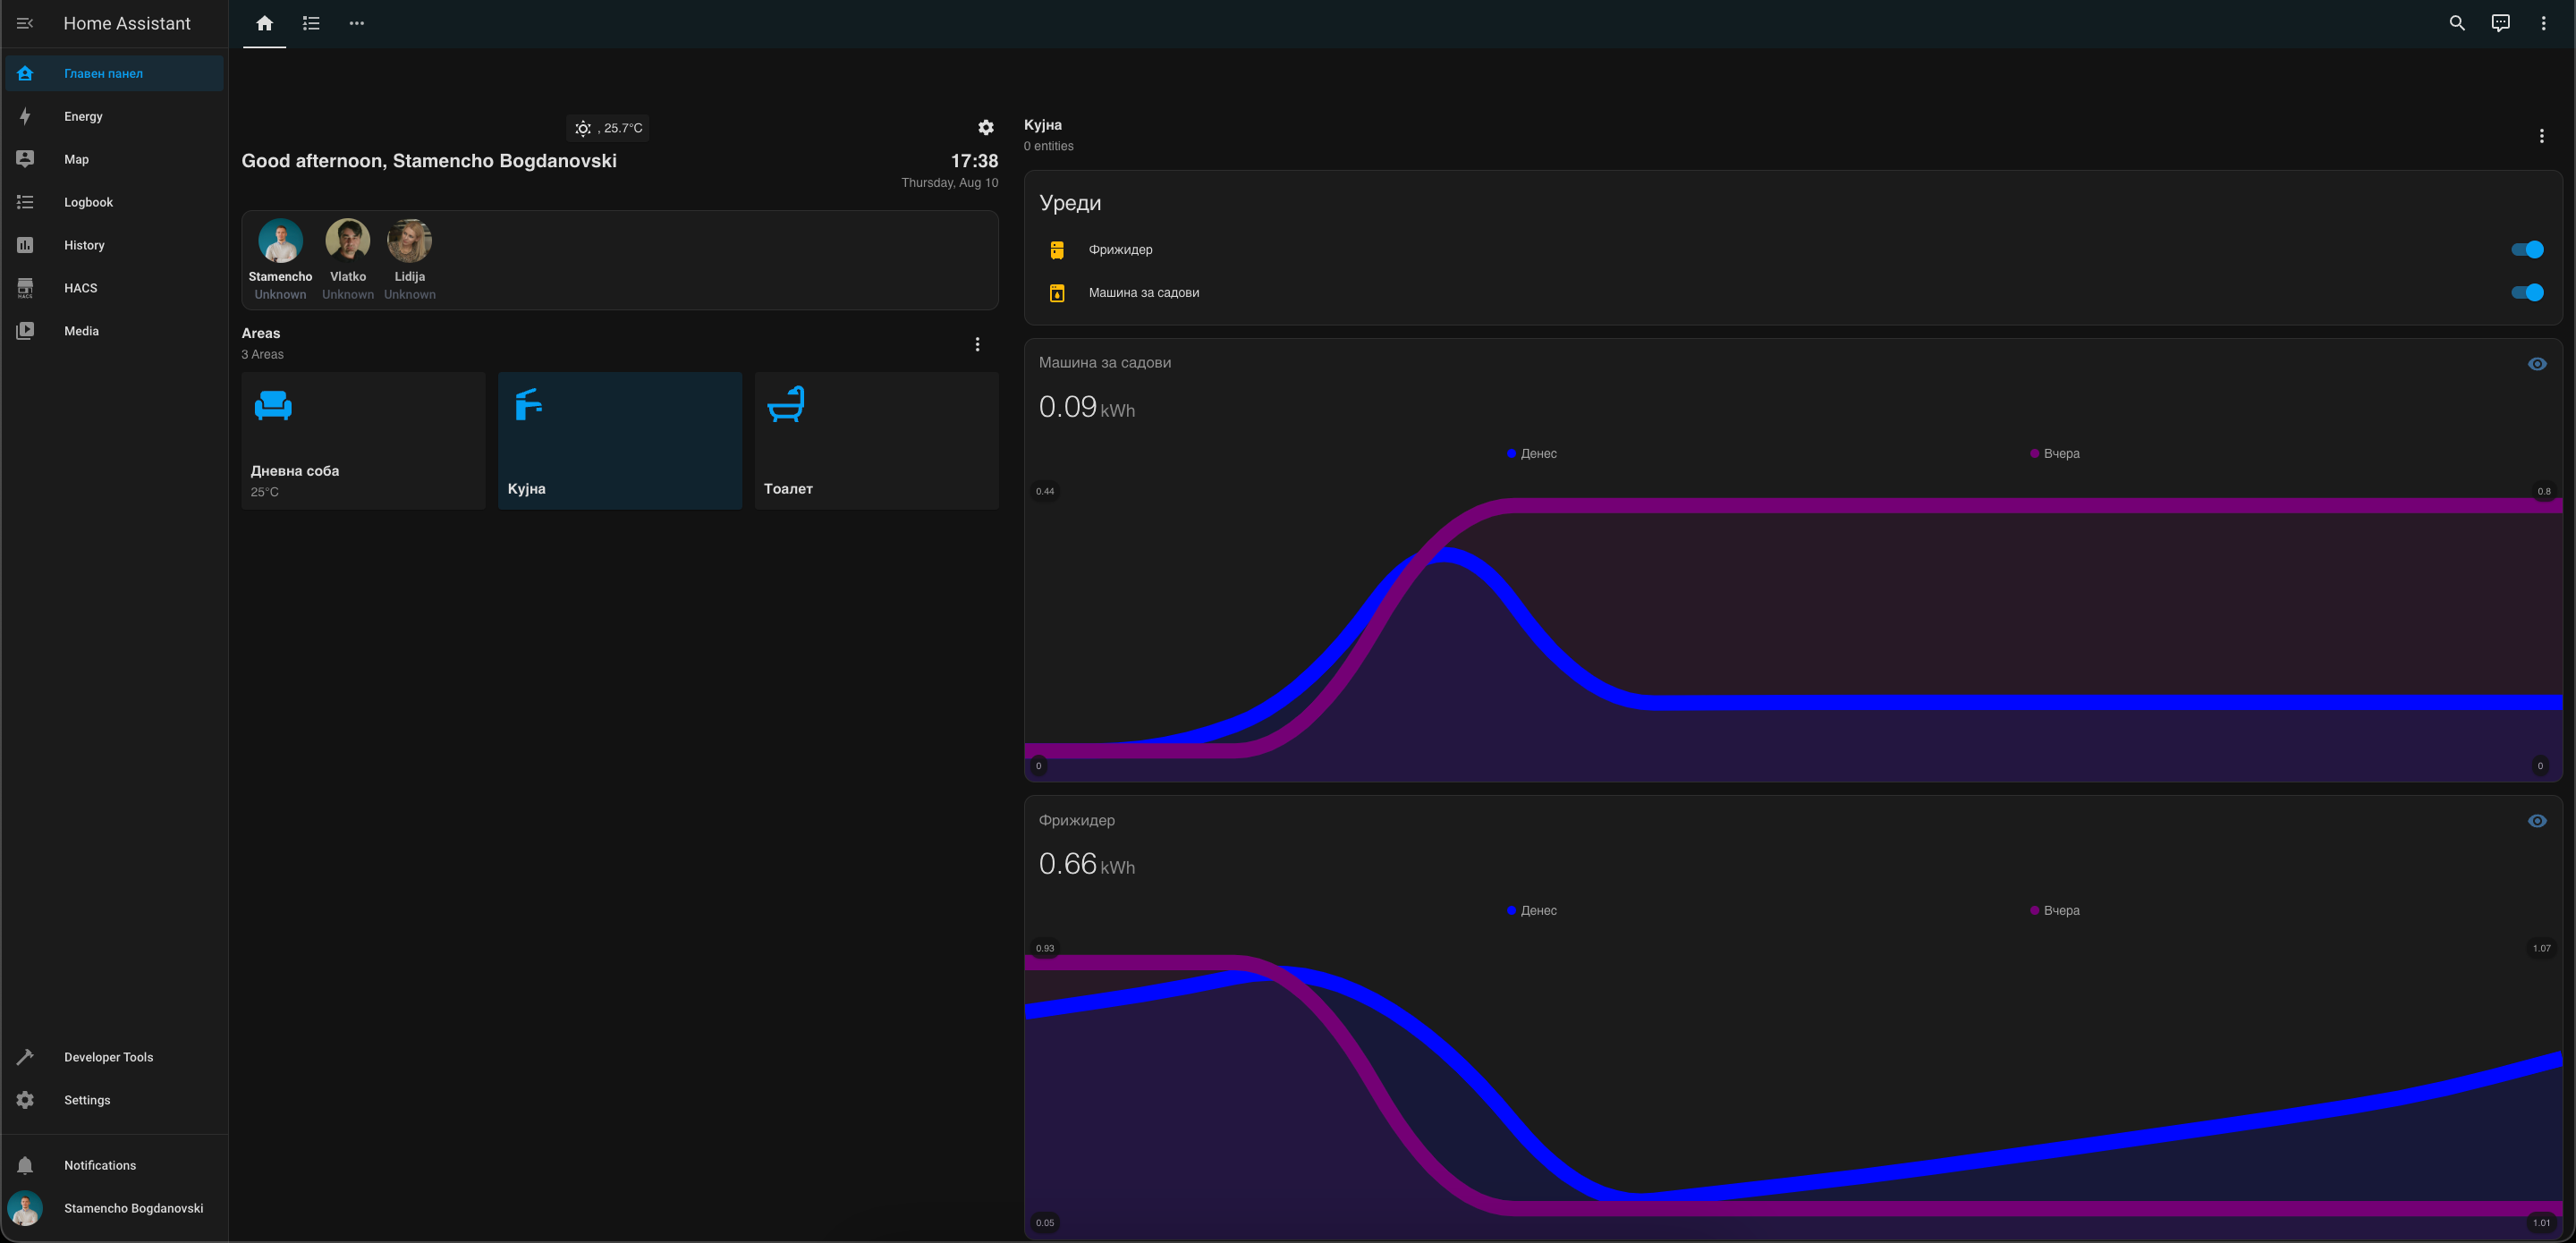 Home Assistant
Главен панел
Energy
Map
Logbook
History
HACS
Media
Developer Tools
Settings
Notifications
Stamencho Bogdanovski
, 25.7°C
Good afternoon, Stamencho Bogdanovski
17:38
Thursday, Aug 10
Stamencho Vlatko Lidija
Unknown Unknown Unknown
Areas
3 Areas
Дневна соба
25°C
Кујна
Тоалет
Кујна
0 entities
Уреди
Фрижидер
Машина за садови
Машина за садови
0.09 kWh
Денес Вчера
0.44 0.8
0 0
Фрижидер
0.66 kWh
Денес Вчера
0.93 1.07
0.05 1.01